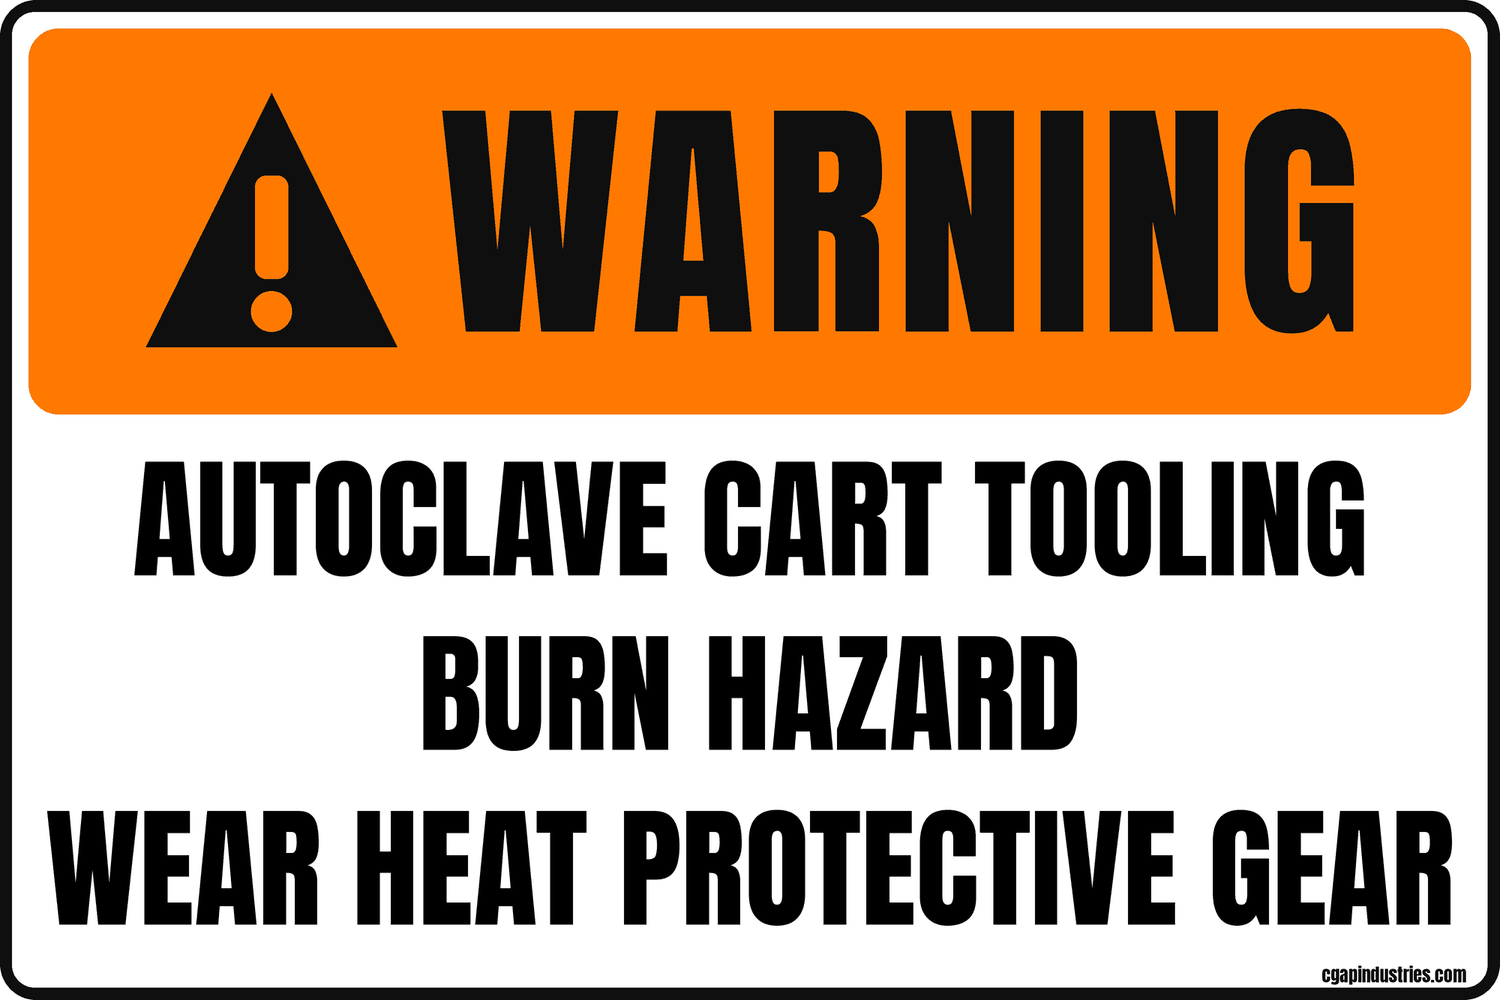 WARNING
AUTOCLAVE CART TOOLING
BURN HAZARD
WEAR HEAT PROTECTIVE GEAR
cgapindustries.com